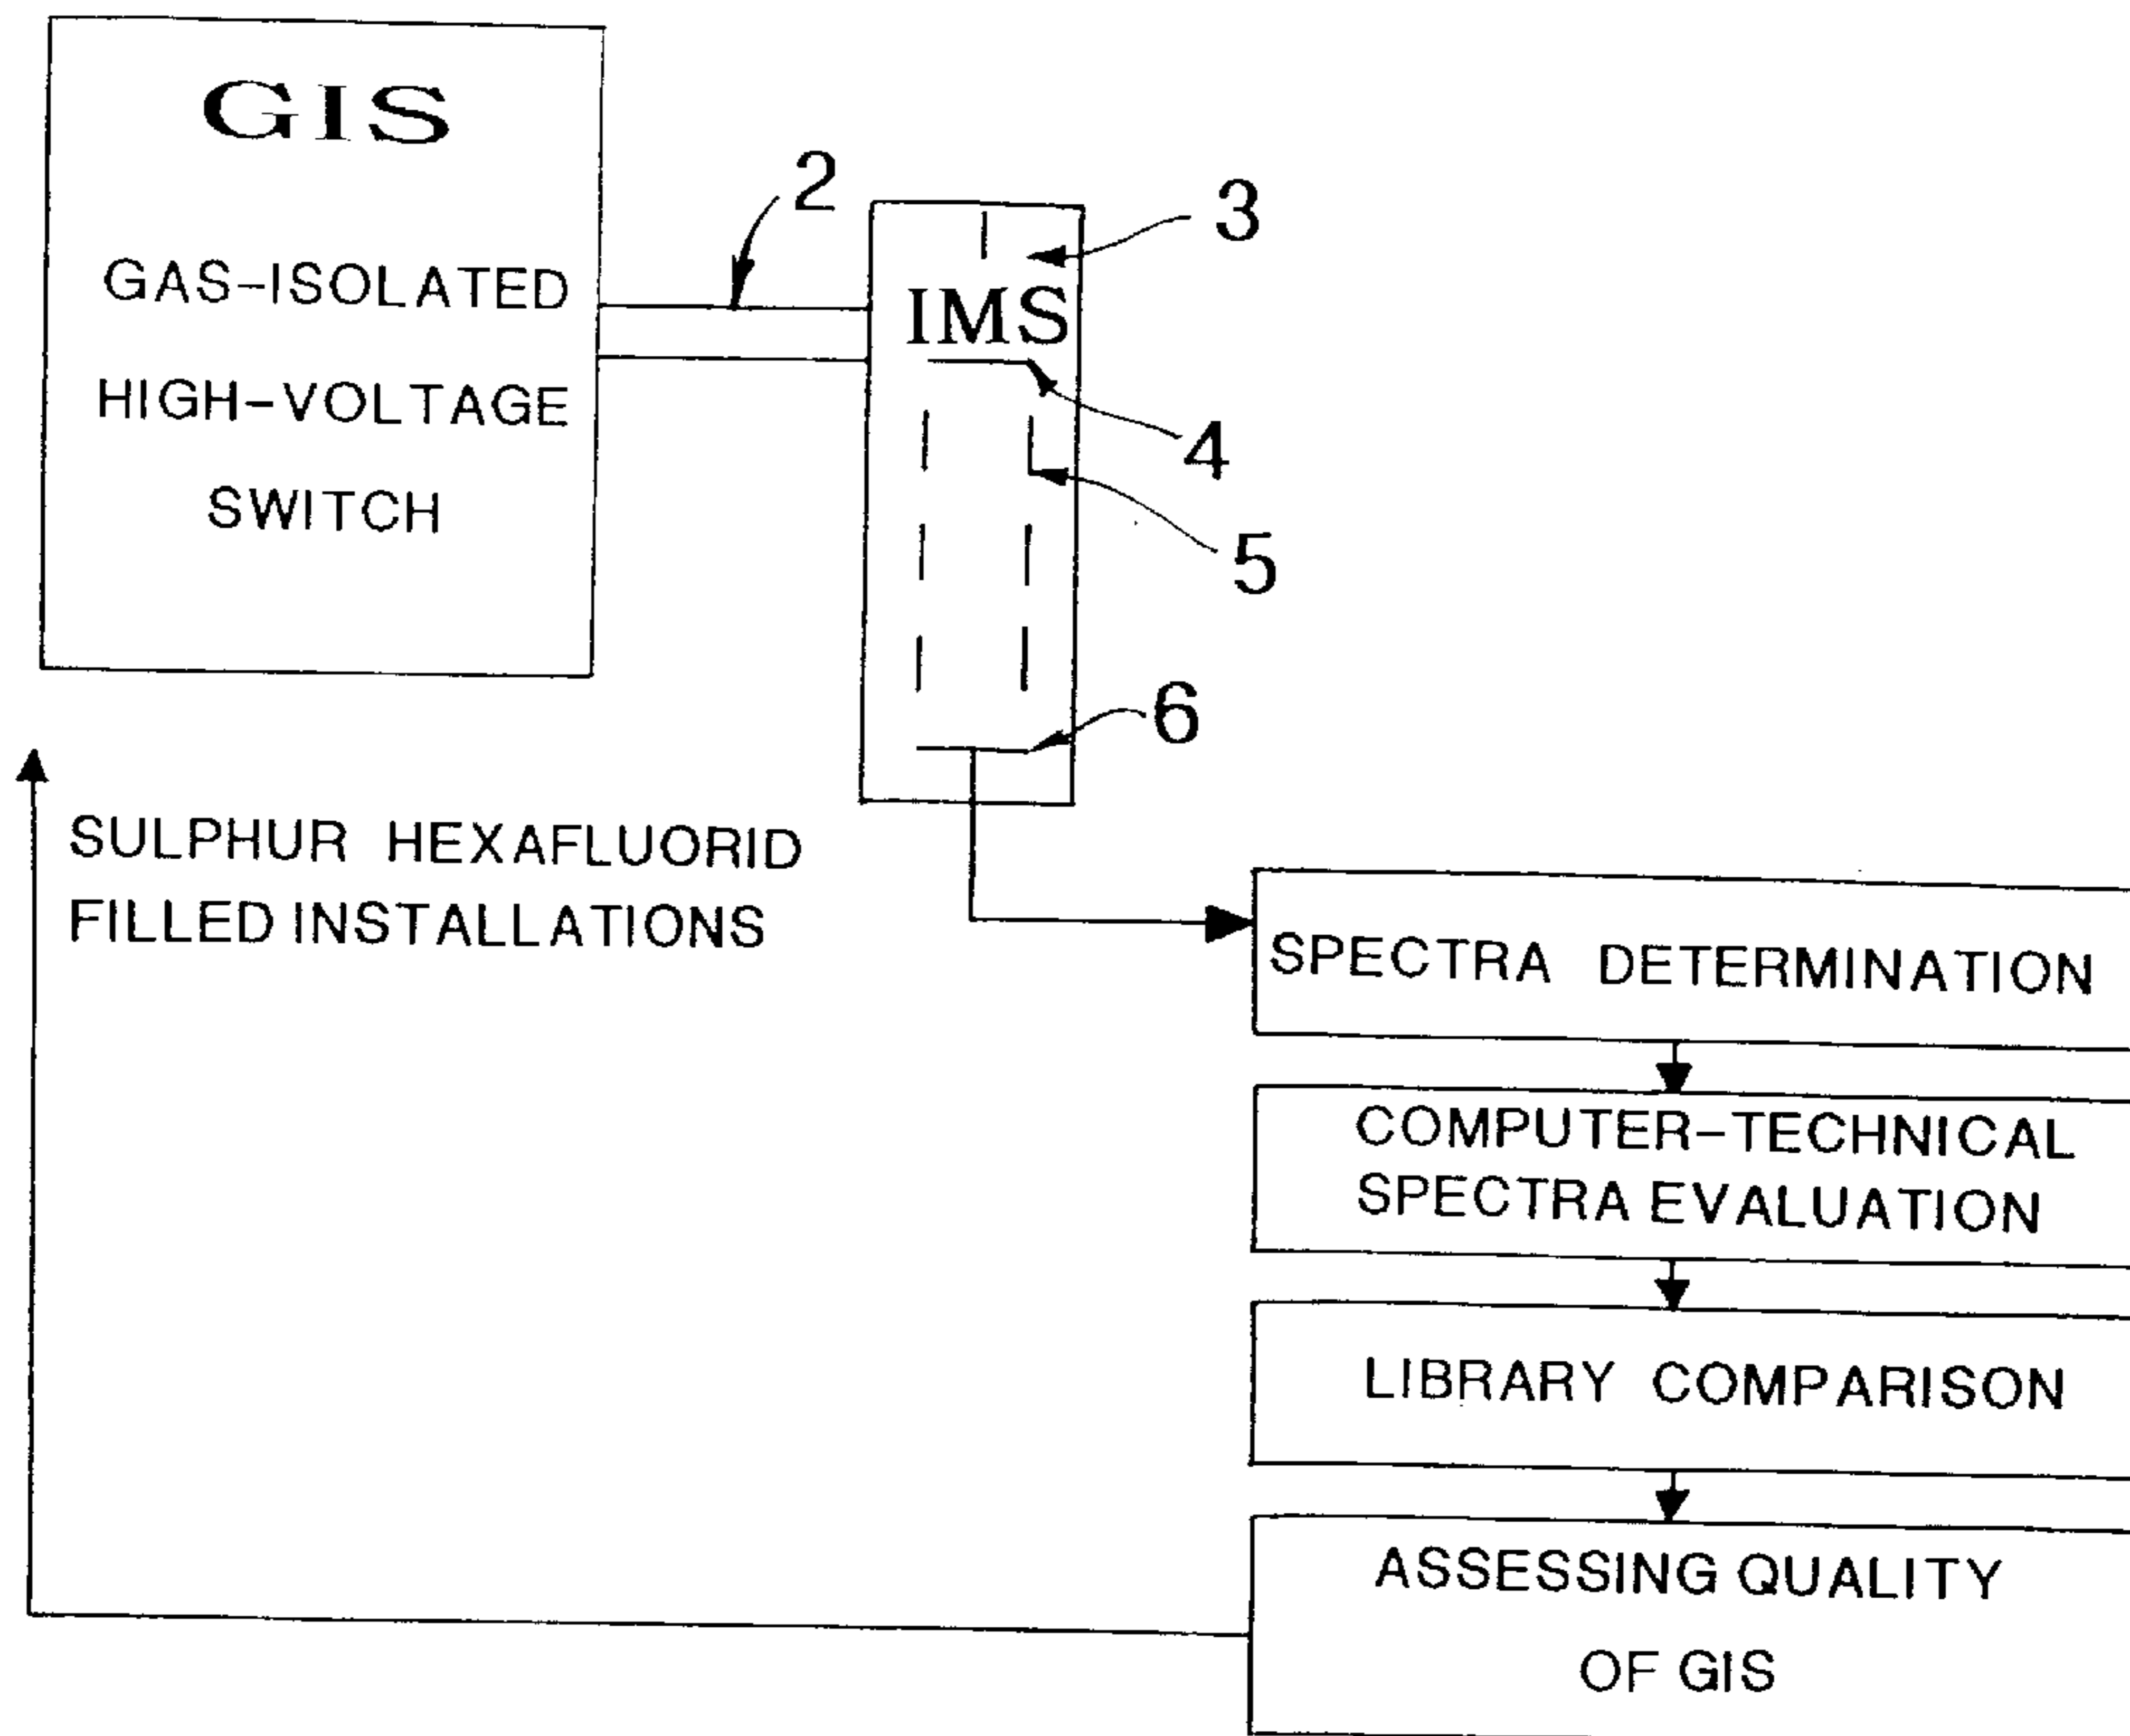 GIS
GAS-ISOLATED
HIGH-VOLTAGE
SWITCH
2
3
IMS
4
5
6
SULPHUR HEXAFLUORID
FILLED INSTALLATIONS
SPECTRA DETERMINATION
COMPUTER-TECHNICAL
SPECTRA EVALUATION
LIBRARY COMPARISON
ASSESSING QUALITY
OF GIS